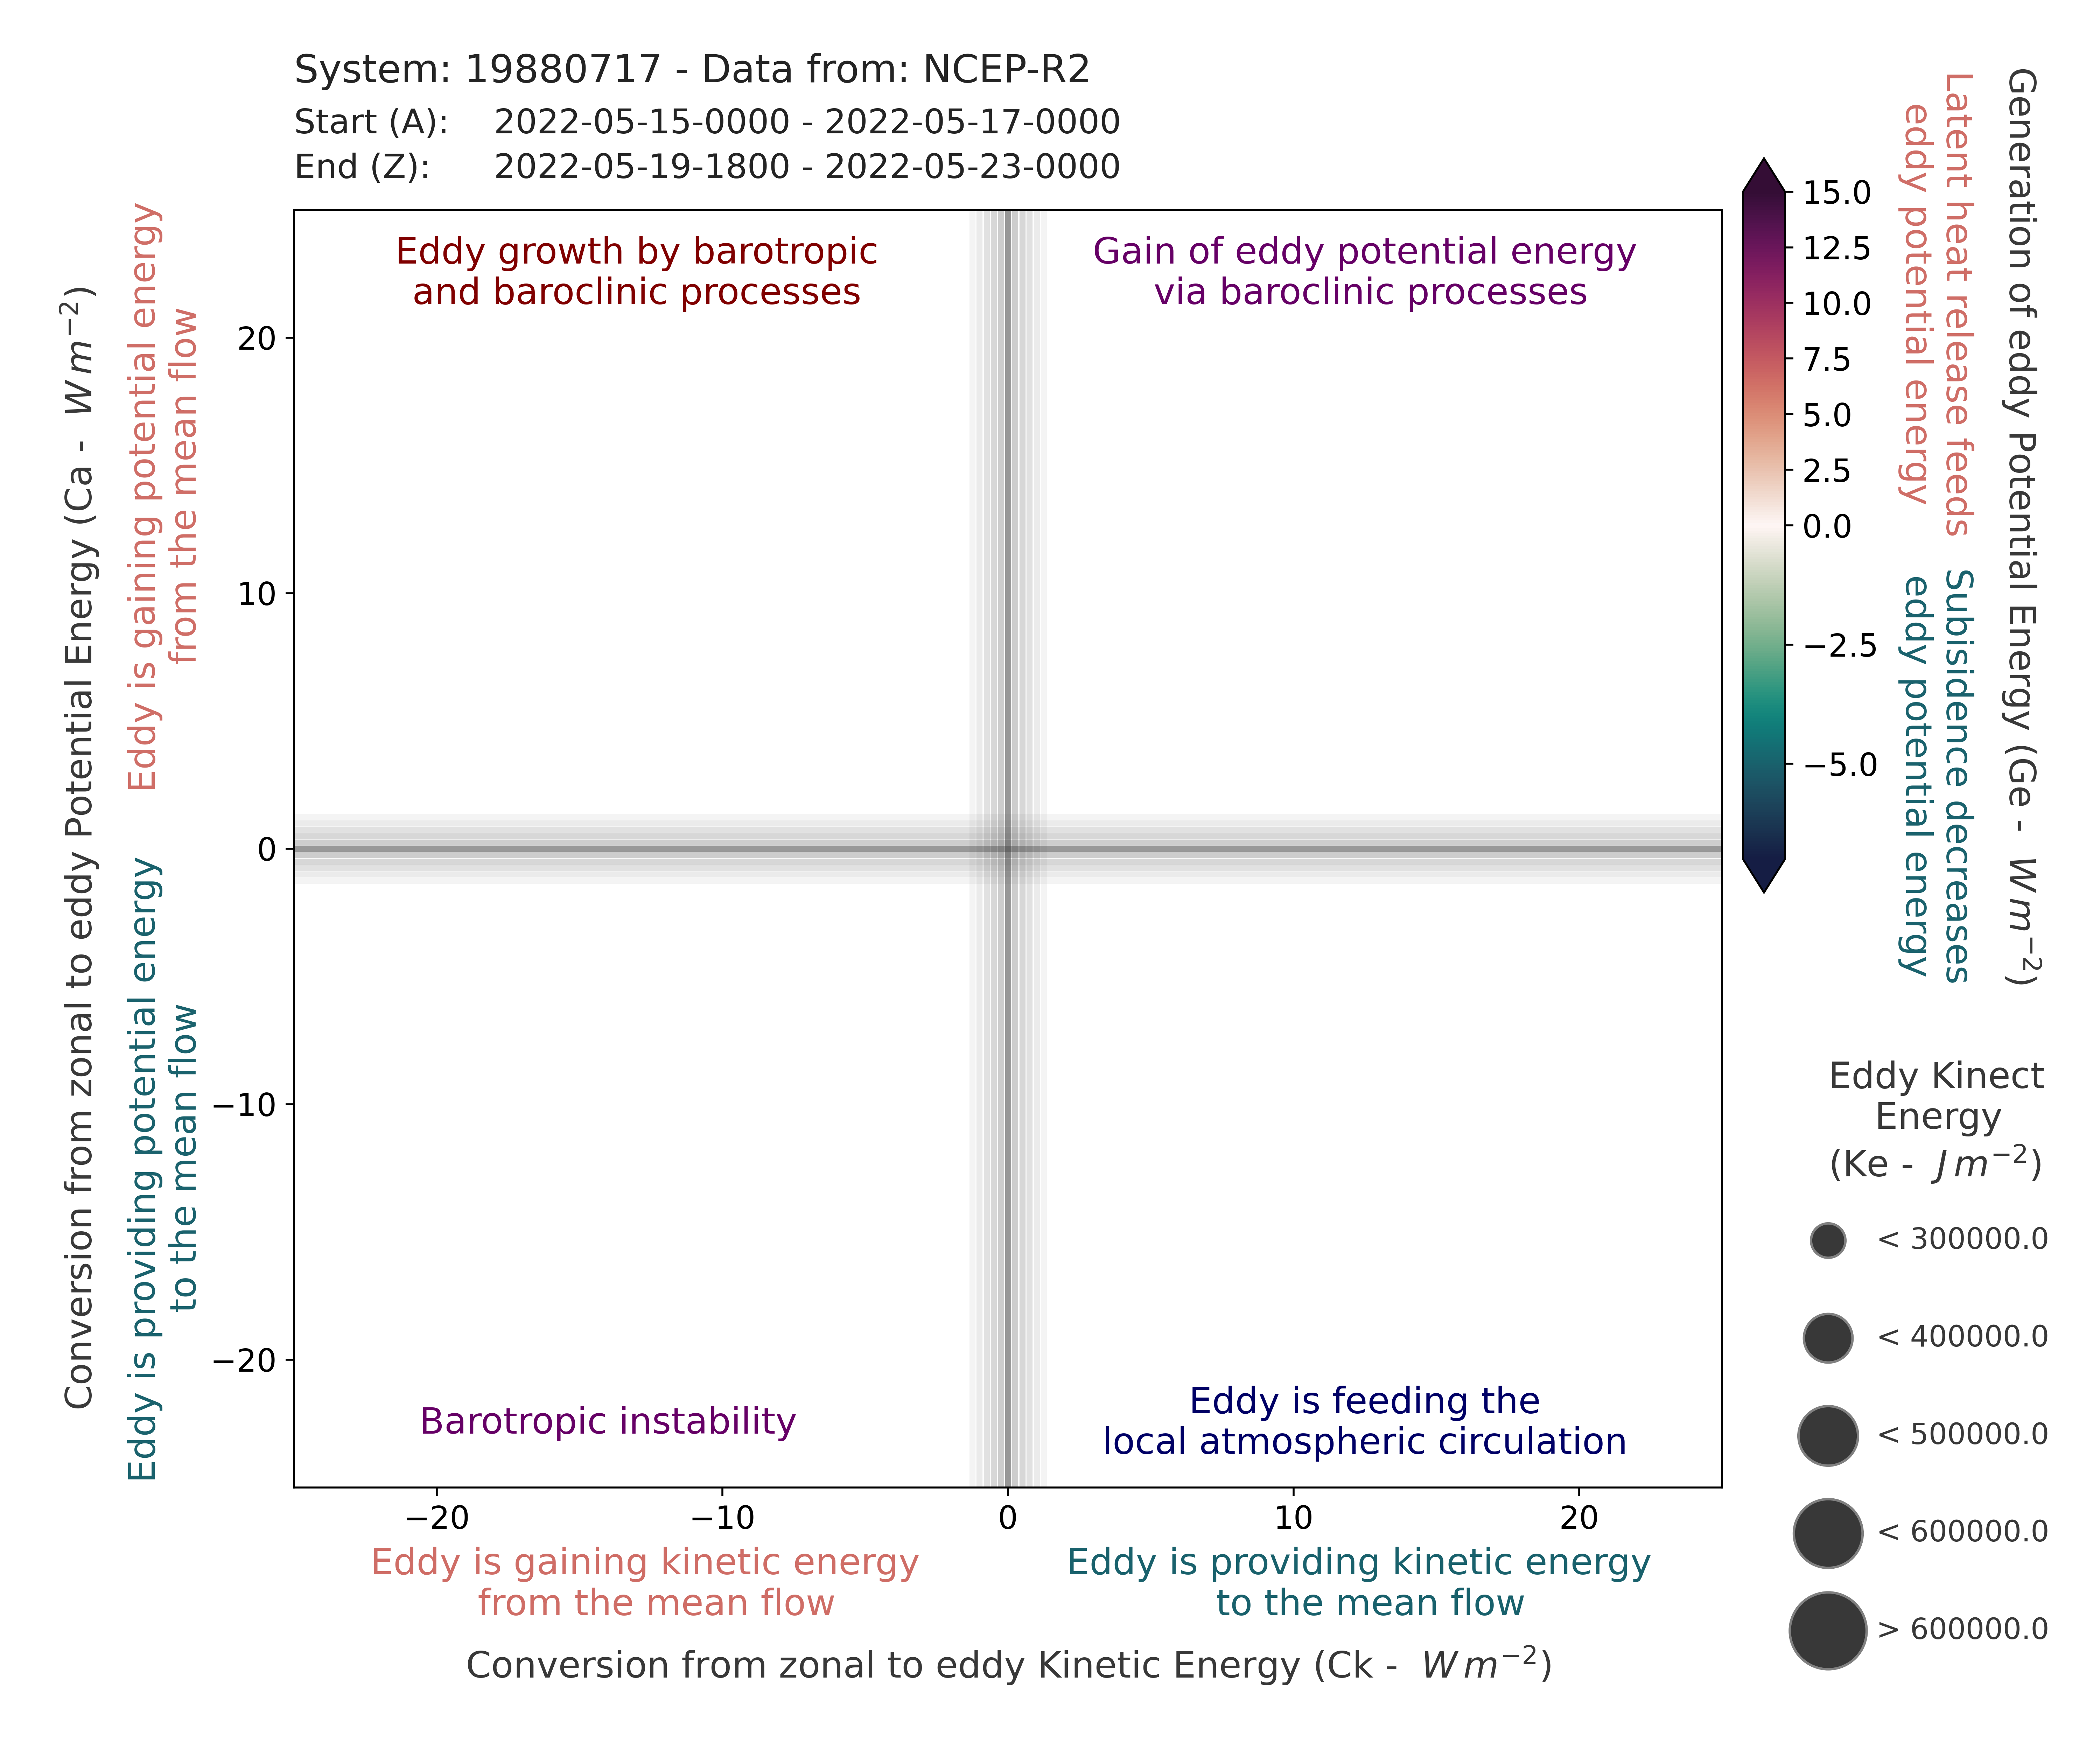 System: 19880717 - Data from: NCEP-R2
Start (A): 2022-05-15-0000 - 2022-05-17-0000
End (Z): 2022-05-19-1800 - 2022-05-23-0000
Conversion from zonal to eddy Potential Energy (Ca - W m⁻²)
Eddy is gaining potential energy
from the mean flow
Eddy is providing potential energy
to the mean flow
20
10
0
−10
−20
Eddy growth by barotropic
and baroclinic processes
Gain of eddy potential energy
via baroclinic processes
Barotropic instability
Eddy is feeding the
local atmospheric circulation
−20 −10 0 10 20
Eddy is gaining kinetic energy
from the mean flow
Eddy is providing kinetic energy
to the mean flow
Conversion from zonal to eddy Kinetic Energy (Ck - W m⁻²)
15.0
12.5
10.0
7.5
5.0
2.5
0.0
−2.5
−5.0
Latent heat release feeds
eddy potential energy
Subisidence decreases
eddy potential energy
Generation of eddy Potential Energy (Ge - W m⁻²)
Eddy Kinect
Energy
(Ke - J m⁻²)
< 300000.0
< 400000.0
< 500000.0
< 600000.0
> 600000.0